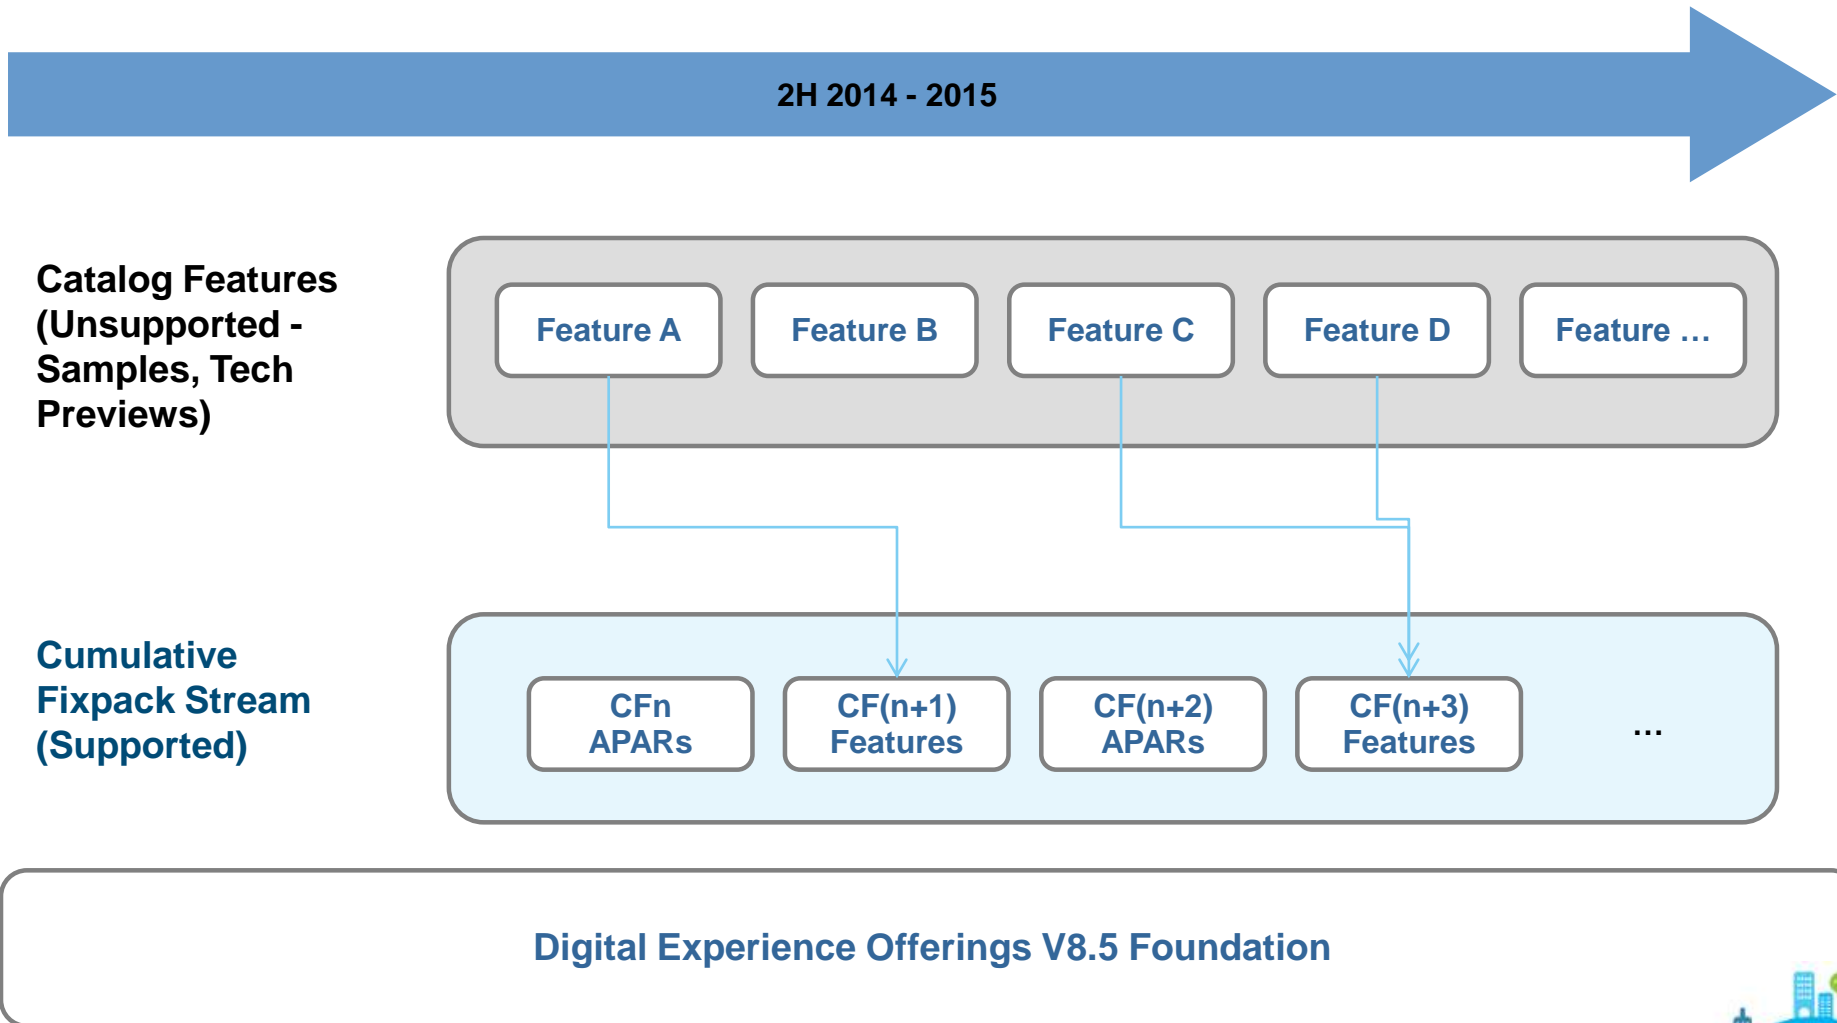 2H 2014 - 2015
Catalog Features
(Unsupported -
Samples, Tech
Previews)
Feature A
Feature B
Feature C
Feature D
Feature ...
Cumulative
Fixpack Stream
(Supported)
CFn
APARs
CF(n+1)
Features
CF(n+2)
APARs
CF(n+3)
Features
...
Digital Experience Offerings V8.5 Foundation